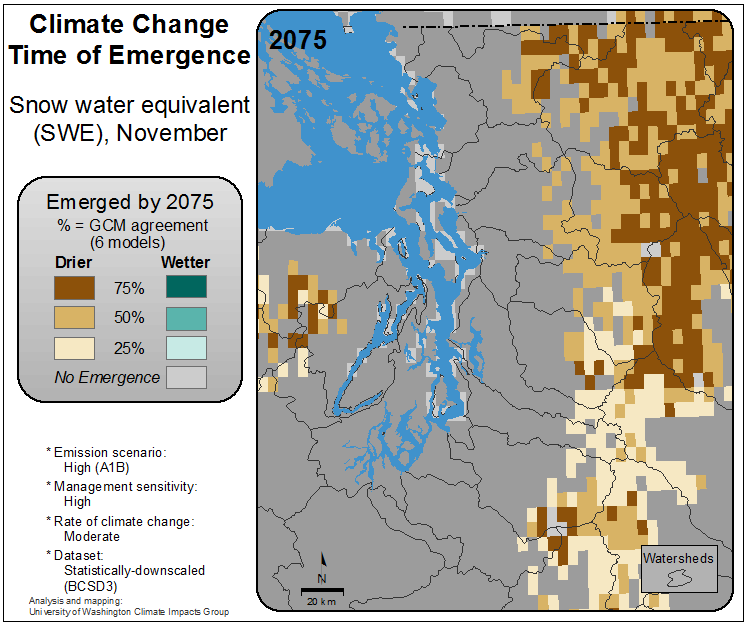 Climate Change
Time of Emergence
Snow water equivalent
(SWE), November
Emerged by 2075
% = GCM agreement
(6 models)
Drier Wetter
75%
50%
25%
No Emergence
* Emission scenario:
High (A1B)
* Management sensitivity:
High
* Rate of climate change:
Moderate
* Dataset:
Statistically-downscaled
(BCSD3)
Analysis and mapping:
University of Washington Climate Impacts Group
2075
N
20 km
Watersheds